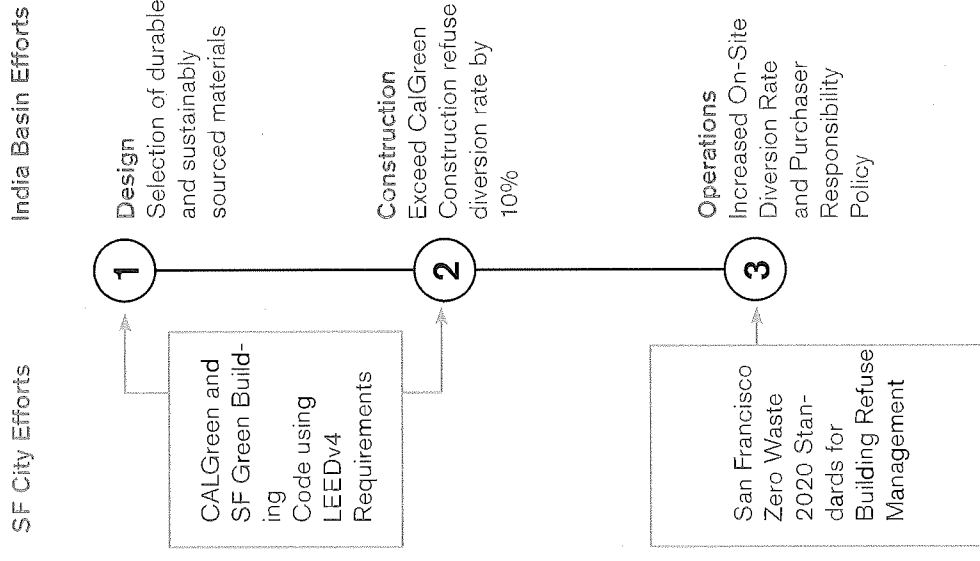 SF City Efforts
India Basin Efforts
CALGreen and
SF Green Build-
ing
Code using
LEEDv4
Requirements
1
Design
Selection of durable
and sustainably
sourced materials
2
Construction
Exceed CalGreen
Construction refuse
diversion rate by
10%
San Francisco
Zero Waste
2020 Stan-
dards for
Building Refuse
Management
3
Operations
Increased On-Site
Diversion Rate
and Purchaser
Responsibility
Policy